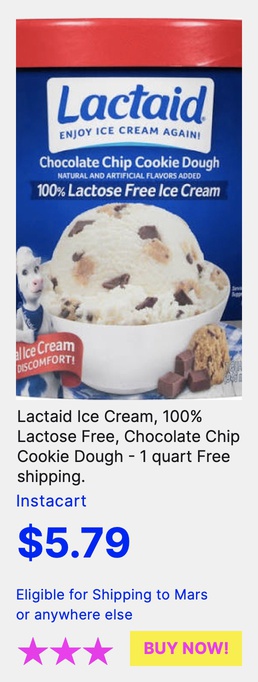 Lactaid
ENJOY ICE CREAM AGAIN!
Chocolate Chip Cookie Dough
NATURAL AND ARTIFICIAL FLAVORS ADDED
100% Lactose Free Ice Cream
al Ice Cream
DISCOMFORT!
Lactaid Ice Cream, 100%
Lactose Free, Chocolate Chip
Cookie Dough - 1 quart Free
shipping.
Instacart
$5.79
Eligible for Shipping to Mars
or anywhere else
BUY NOW!